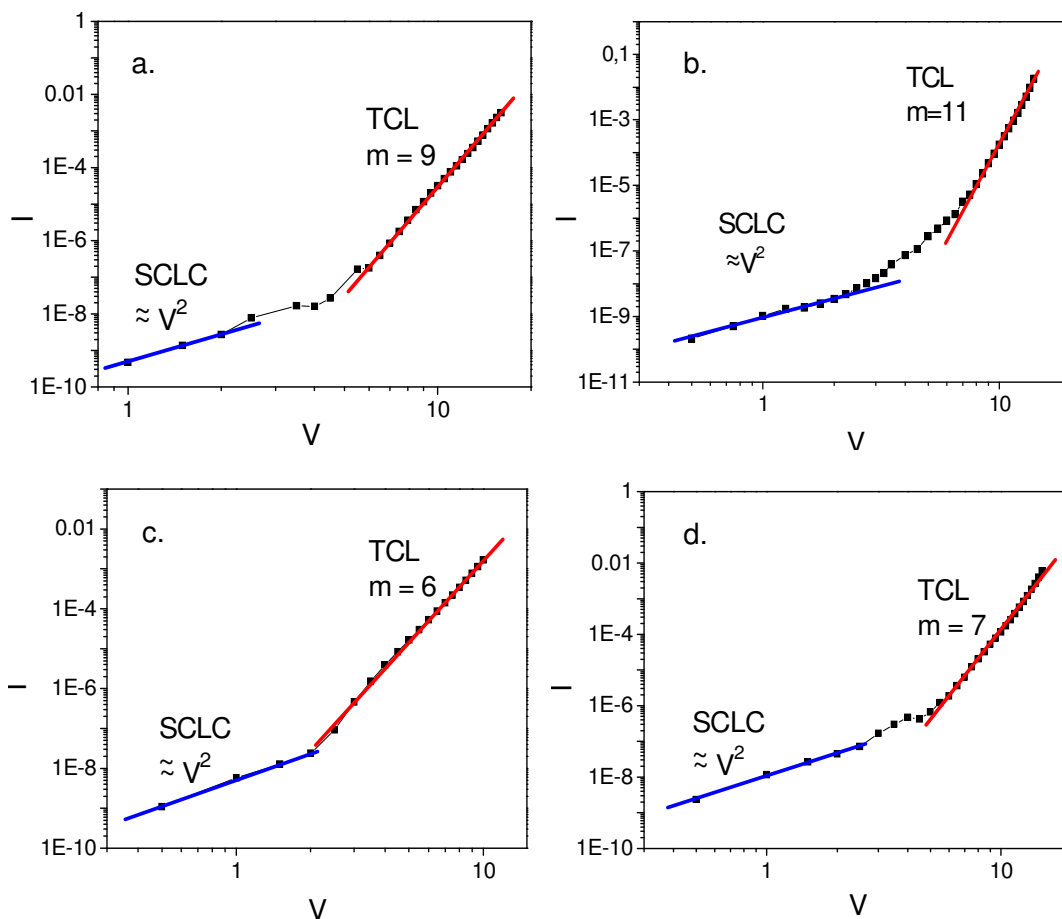 a.
1
0.01
1E-4
1E-6
1E-8
1E-10
TCL
m = 9
SCLC
≈ V²
1
10
I
V
b.
0,1
1E-3
1E-5
1E-7
1E-9
1E-11
TCL
m=11
SCLC
≈V²
1
10
I
V
c.
0.01
1E-4
1E-6
1E-8
1E-10
TCL
m = 6
SCLC
≈ V²
1
10
I
V
d.
1
0.01
1E-4
1E-6
1E-8
1E-10
TCL
m = 7
SCLC
≈ V²
1
10
I
V